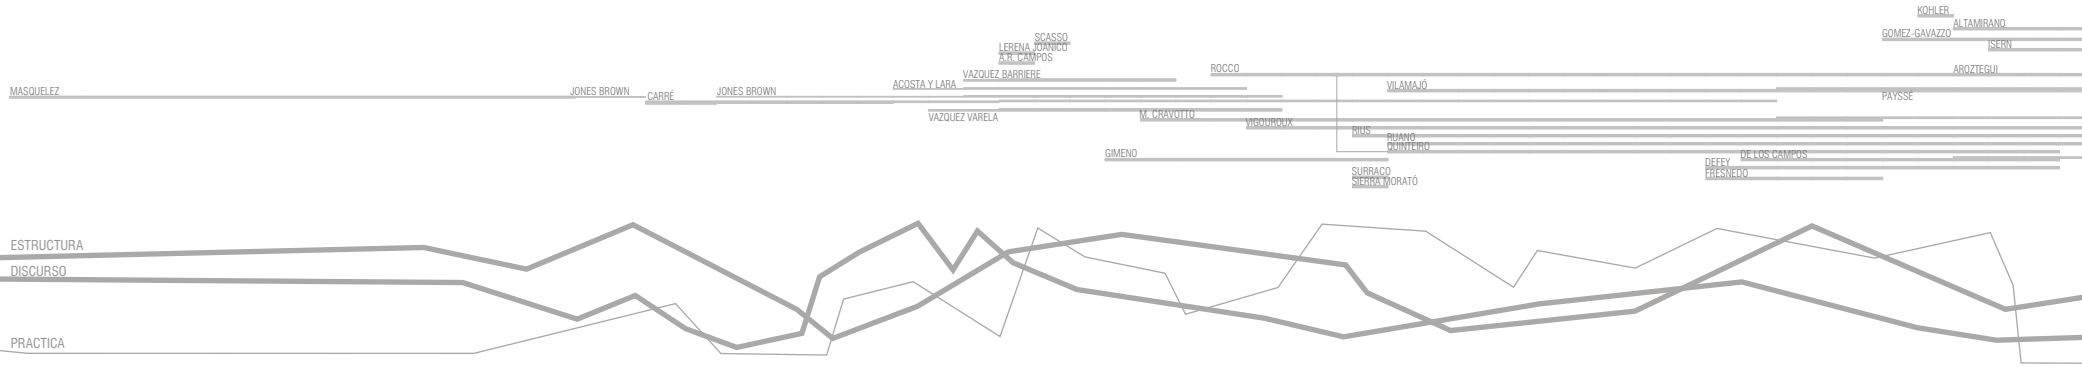 KOHLER
ALTAMIRANO
GOMEZ-GAVAZZO
ISERN
SCASSO
LERENA JOANICO
A.R. CAMPOS
ROCCO
AROZTEGUI
VAZQUEZ BARRIERE
ACOSTA Y LARA
VILAMAJÓ
MASQUELEZ
JONES BROWN
CARRÉ
JONES BROWN
PAYSSÉ
VAZQUEZ VARELA
M. CRAVOTTO
VIGOUROUX
RIUS
RUANO
QUINTEIRO
GIMENO
DE LOS CAMPOS
DEFEY
FRESNEDO
SURRACO
SIERRA MORATÓ
ESTRUCTURA
DISCURSO
PRACTICA